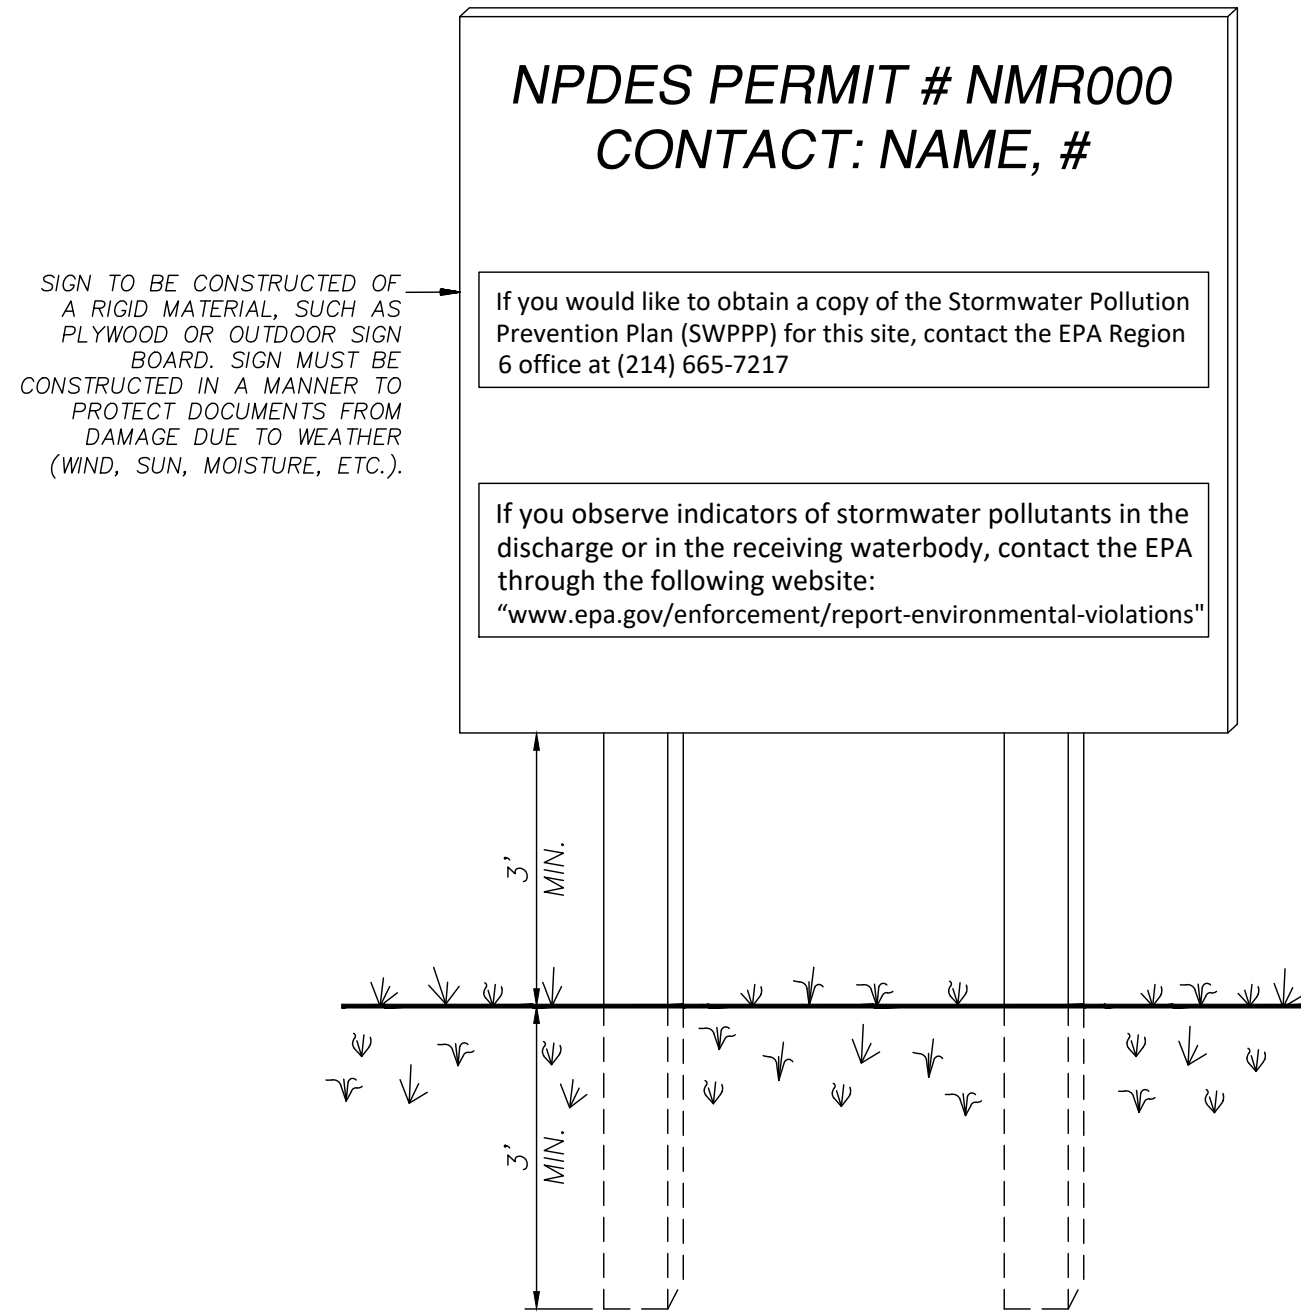 NPDES PERMIT # NMR000
CONTACT: NAME, #
SIGN TO BE CONSTRUCTED OF
A RIGID MATERIAL, SUCH AS
PLYWOOD OR OUTDOOR SIGN
BOARD. SIGN MUST BE
CONSTRUCTED IN A MANNER TO
PROTECT DOCUMENTS FROM
DAMAGE DUE TO WEATHER
(WIND, SUN, MOISTURE, ETC.).
If you would like to obtain a copy of the Stormwater Pollution
Prevention Plan (SWPPP) for this site, contact the EPA Region
6 office at (214) 665-7217
If you observe indicators of stormwater pollutants in the
discharge or in the receiving waterbody, contact the EPA
through the following website:
“www.epa.gov/enforcement/report-environmental-violations"
3'
MIN.
3'
MIN.